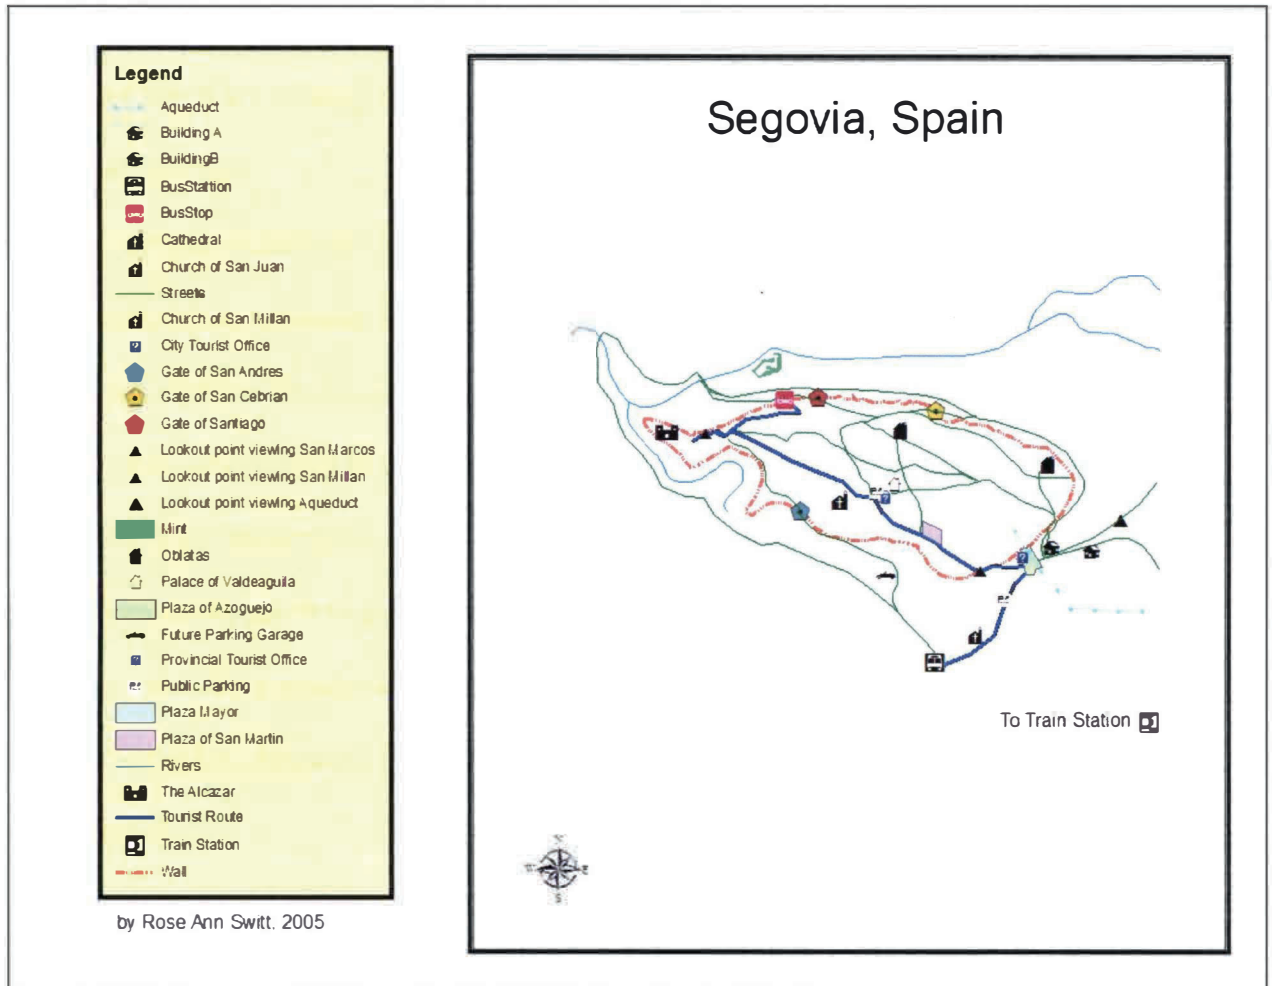 Legend
Aqueduct
Building A
BuildingB
BusStattion
BusStop
Cathedral
Church of San Juan
Streets
Church of San Millan
City Tourist Office
Gate of San Andres
Gate of San Cebrian
Gate of Santiago
Lookout point viewing San Marcos
Lookout point viewing San Millan
Lookout point viewing Aqueduct
Mint
Oblatas
Palace of Valdeaguila
Plaza of Azoguejo
Future Parking Garage
Provincial Tourist Office
Public Parking
Plaza Mayor
Plaza of San Martin
Rivers
The Alcazar
Tourist Route
Train Station
Wall
by Rose Ann Switt, 2005
Segovia, Spain
To Train Station
N
E
S